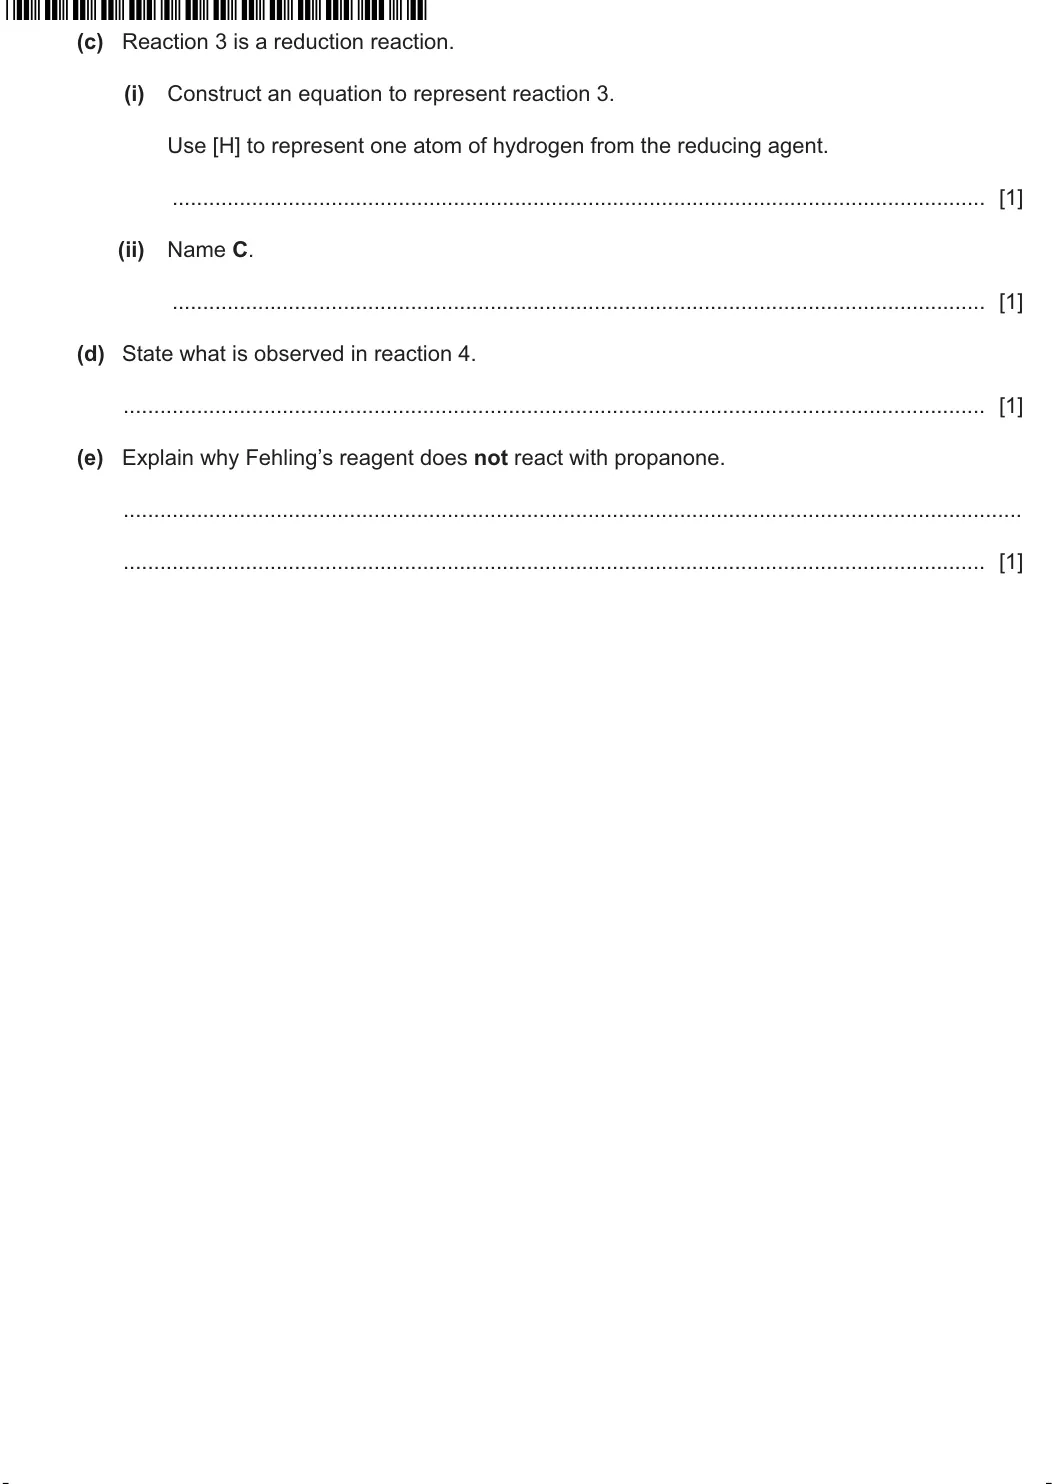 (c) Reaction 3 is a reduction reaction.
(i) Construct an equation to represent reaction 3.
Use [H] to represent one atom of hydrogen from the reducing agent.
...................................................................................................................................... [1]
(ii) Name C.
...................................................................................................................................... [1]
(d) State what is observed in reaction 4.
.............................................................................................................................................. [1]
(e) Explain why Fehling's reagent does not react with propanone.
....................................................................................................................................................
.............................................................................................................................................. [1]